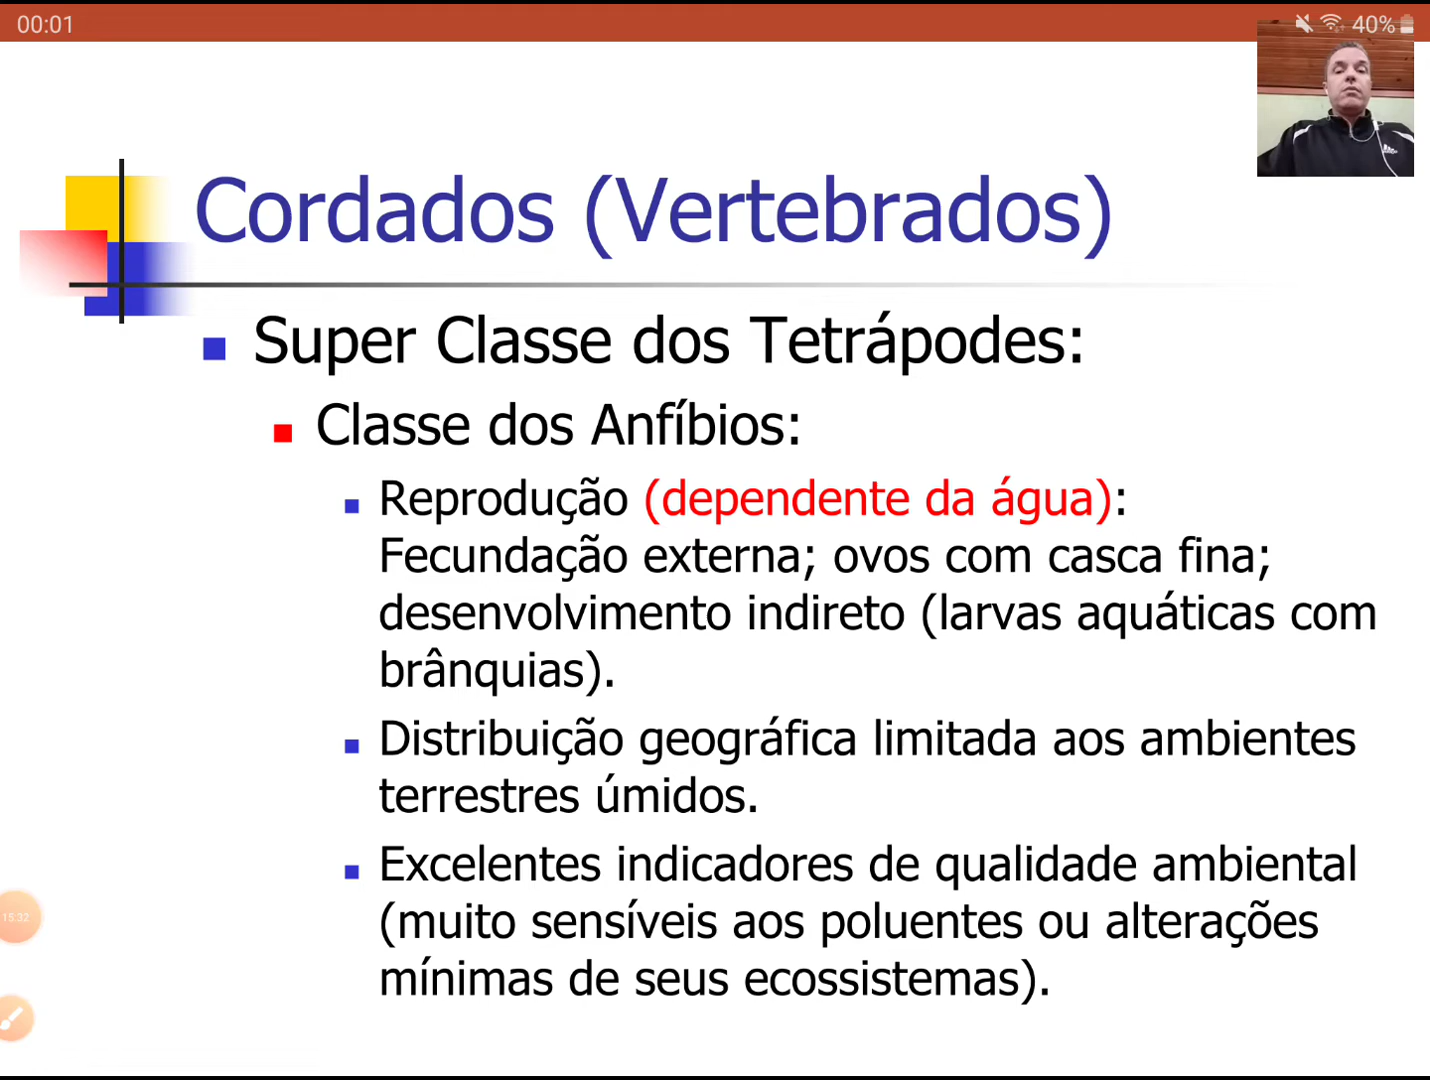 00:01
40%
Cordados (Vertebrados)
Super Classe dos Tetrápodes:
Classe dos Anfíbios:
Reprodução (dependente da água):
Fecundação externa; ovos com casca fina;
desenvolvimento indireto (larvas aquáticas com
brânquias).
Distribuição geográfica limitada aos ambientes
terrestres úmidos.
Excelentes indicadores de qualidade ambiental
(muito sensíveis aos poluentes ou alterações
mínimas de seus ecossistemas).
15:32